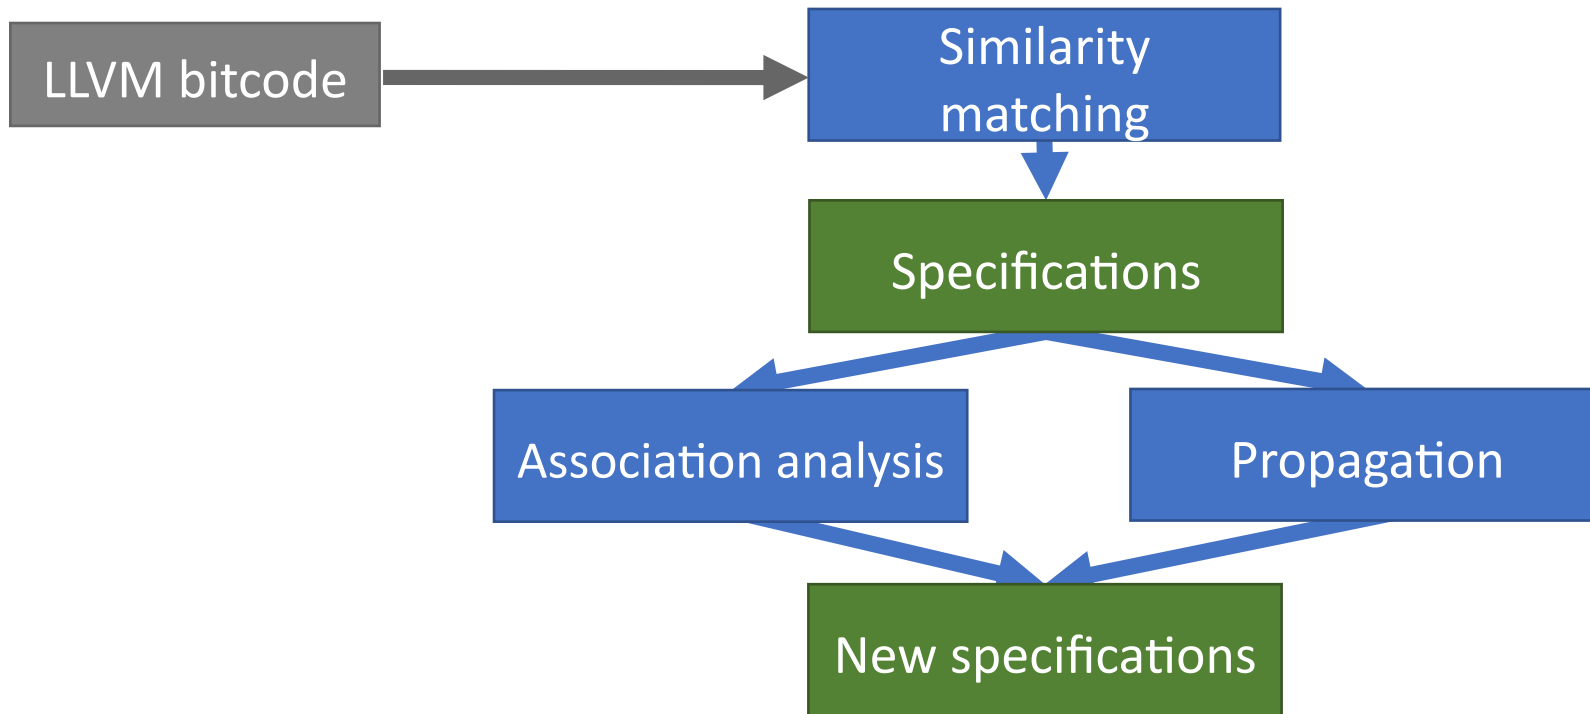 LLVM bitcode
Similarity
matching
Specifications
Association analysis
Propagation
New specifications